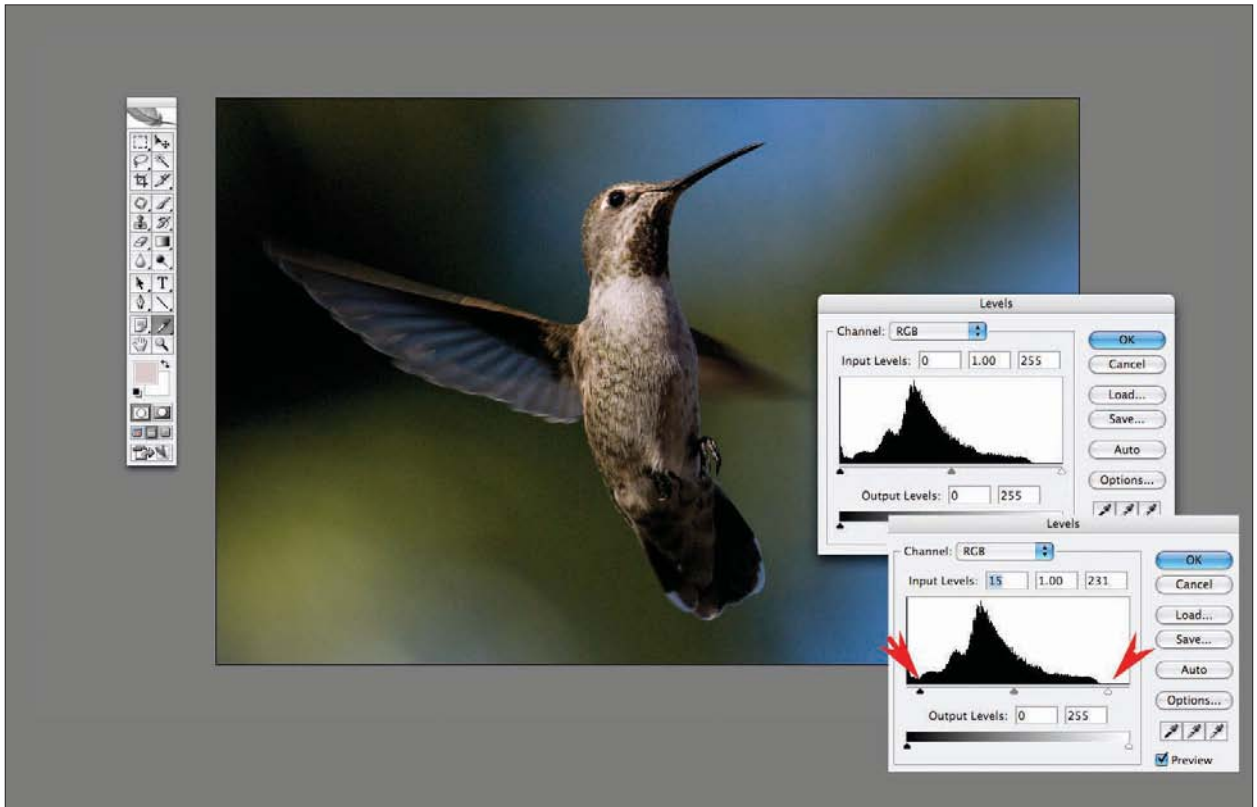 Levels
Channel: RGB
OK
Input Levels: 0 1.00 255
Cancel
Load...
Save...
Auto
Options...
Output Levels: 0 255
Levels
Channel: RGB
OK
Input Levels: 15 1.00 231
Cancel
Load...
Save...
Auto
Options...
Output Levels: 0 255
Preview
T